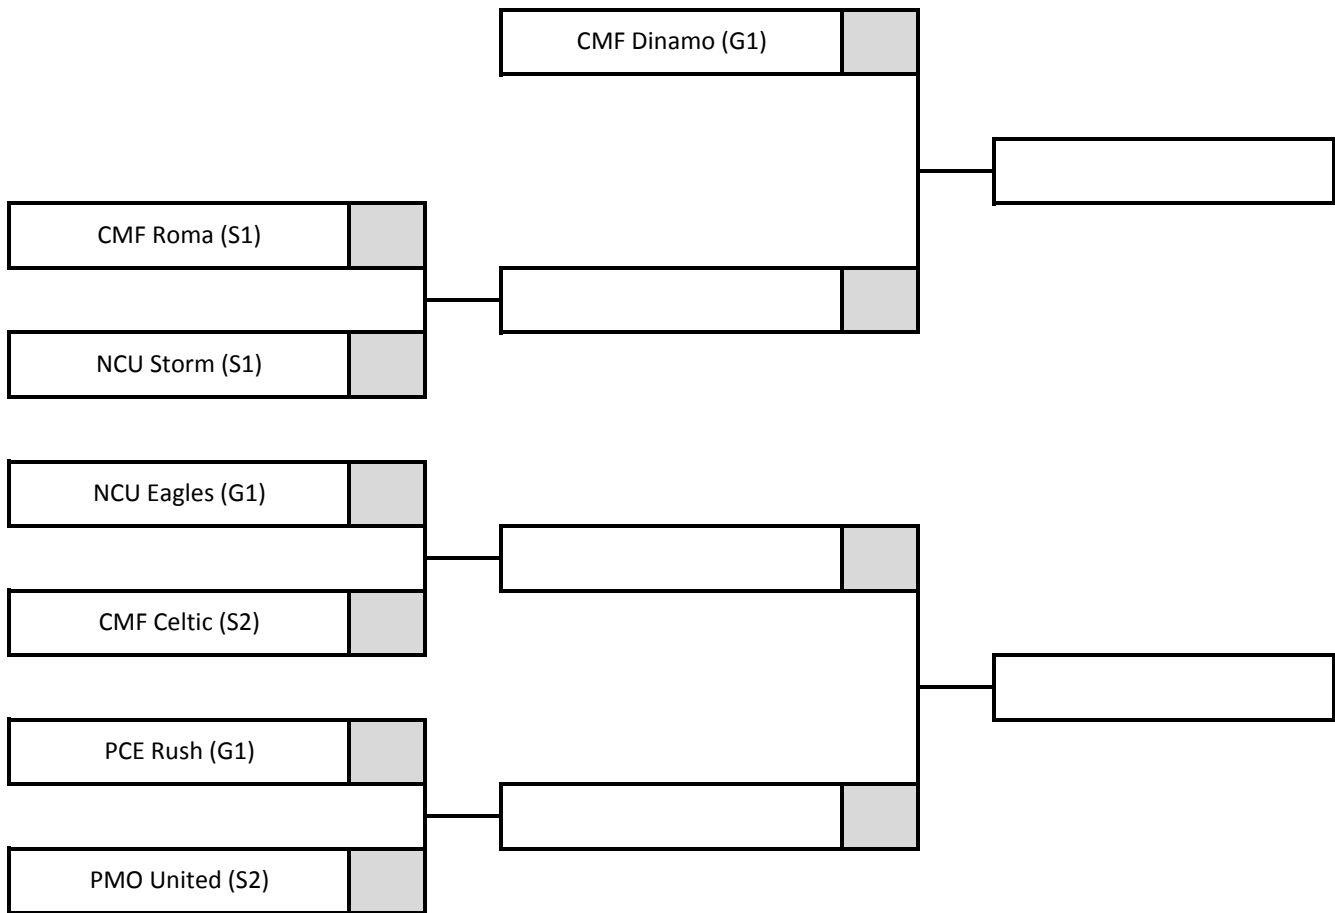 CMF Dinamo (G1)
CMF Roma (S1)
NCU Storm (S1)
NCU Eagles (G1)
CMF Celtic (S2)
PCE Rush (G1)
PMO United (S2)